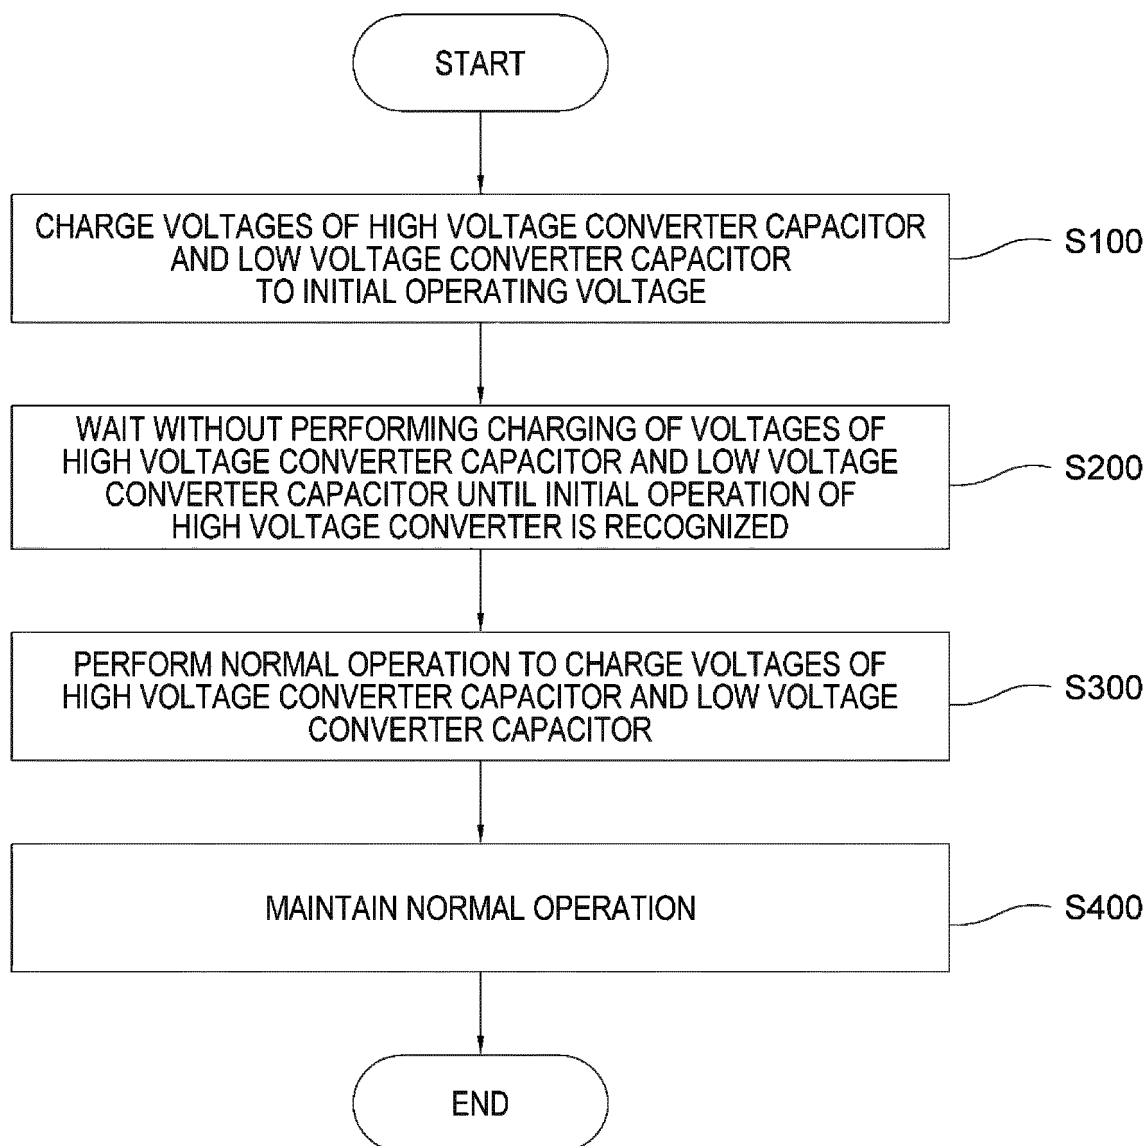 START
CHARGE VOLTAGES OF HIGH VOLTAGE CONVERTER CAPACITOR
AND LOW VOLTAGE CONVERTER CAPACITOR
TO INITIAL OPERATING VOLTAGE
S100
WAIT WITHOUT PERFORMING CHARGING OF VOLTAGES OF
HIGH VOLTAGE CONVERTER CAPACITOR AND LOW VOLTAGE
CONVERTER CAPACITOR UNTIL INITIAL OPERATION OF
HIGH VOLTAGE CONVERTER IS RECOGNIZED
S200
PERFORM NORMAL OPERATION TO CHARGE VOLTAGES OF
HIGH VOLTAGE CONVERTER CAPACITOR AND LOW VOLTAGE
CONVERTER CAPACITOR
S300
MAINTAIN NORMAL OPERATION
S400
END